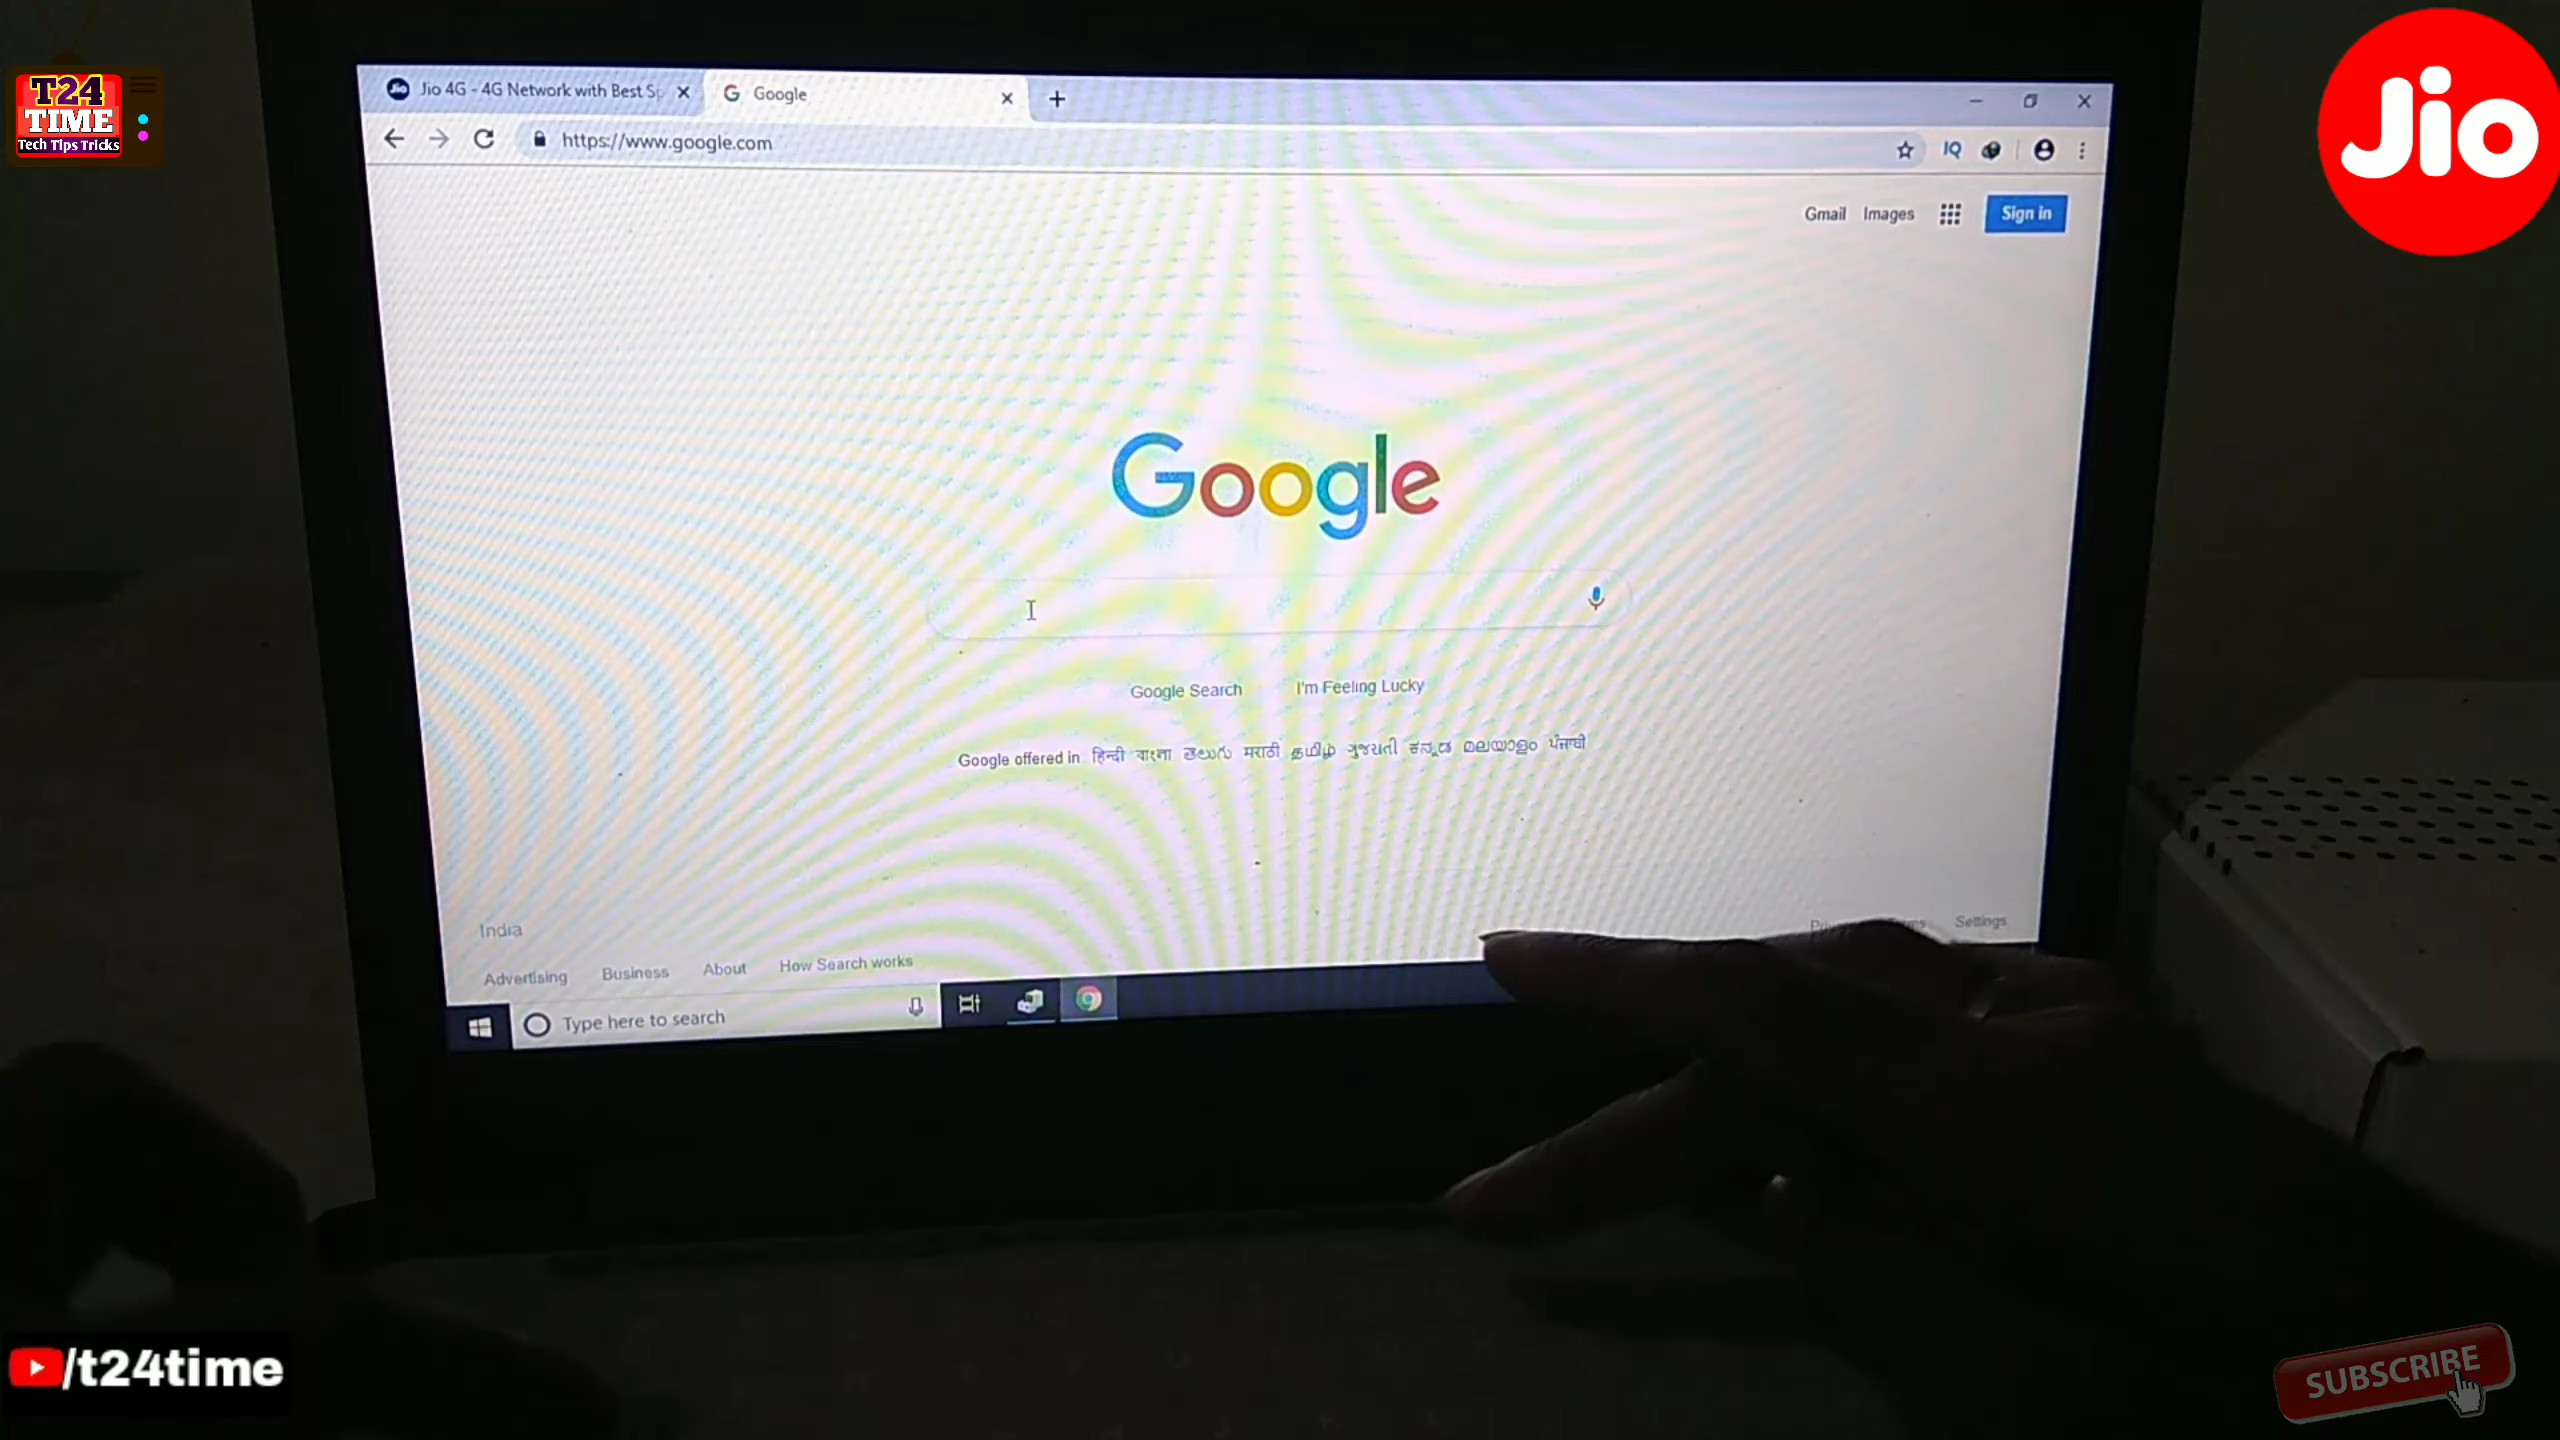 T24
TIME
Tech Tips Tricks
Jio
Jio 4G - 4G Network with Best Sp
Google
https://www.google.com
IQ
Gmail Images
Sign in
Google
Google Search I'm Feeling Lucky
Google offered in हिन्दी বাংলা తెలుగు मराठी தமிழ் ગુજરાતી ಕನ್ನಡ മലയാളം ਪੰਜਾਬੀ
India
Settings
Advertising Business About How Search works
Type here to search
/t24time
SUBSCRIBE